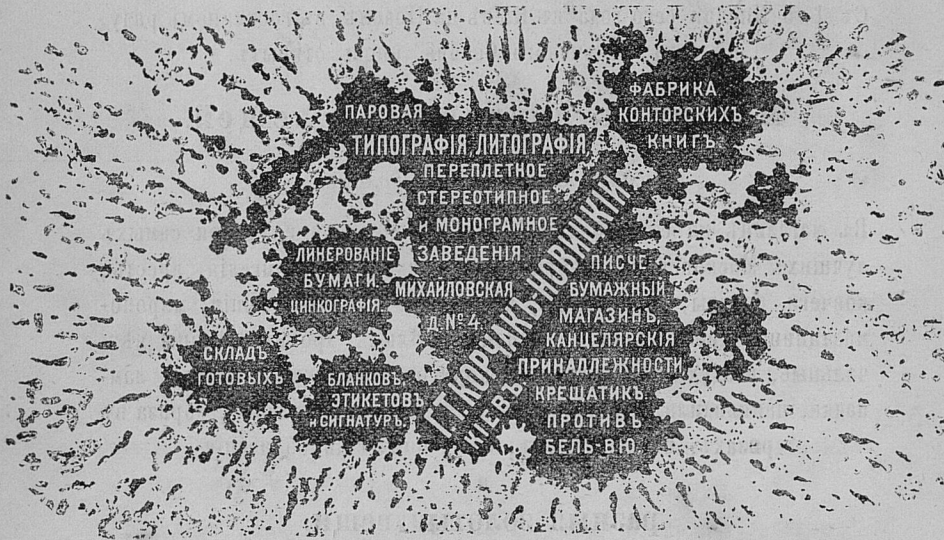 ПАРОВАЯ
ТИПОГРАФІЯ, ЛИТОГРАФІЯ,
ПЕРЕПЛЕТНОЕ
СТЕРЕОТИПНОЕ
и МОНОГРАМНОЕ
ЗАВЕДЕНІЯ
МИХАЙЛОВСКАЯ
Д. № 4.
ФАБРИКА
КОНТОРСКИХЪ
КНИГЪ
ЛИНЕРОВАНІЕ
БУМАГИ.
ЦИНКОГРАФІЯ
СКЛАДЪ
ГОТОВЫХЪ
БЛАНКОВЪ,
ЭТИКЕТОВЪ
и СИГНАТУРЪ.
Г. Т. КОРЧАКЪ-НОВИЦКІЙ
КІЕВЪ
ПИСЧЕ-
БУМАЖНЫЙ
МАГАЗИНЪ,
КАНЦЕЛЯРСКІЯ
ПРИНАДЛЕЖНОСТИ
КРЕЩАТИКЪ.
ПРОТИВЪ
БЕЛЬ-ВЮ.